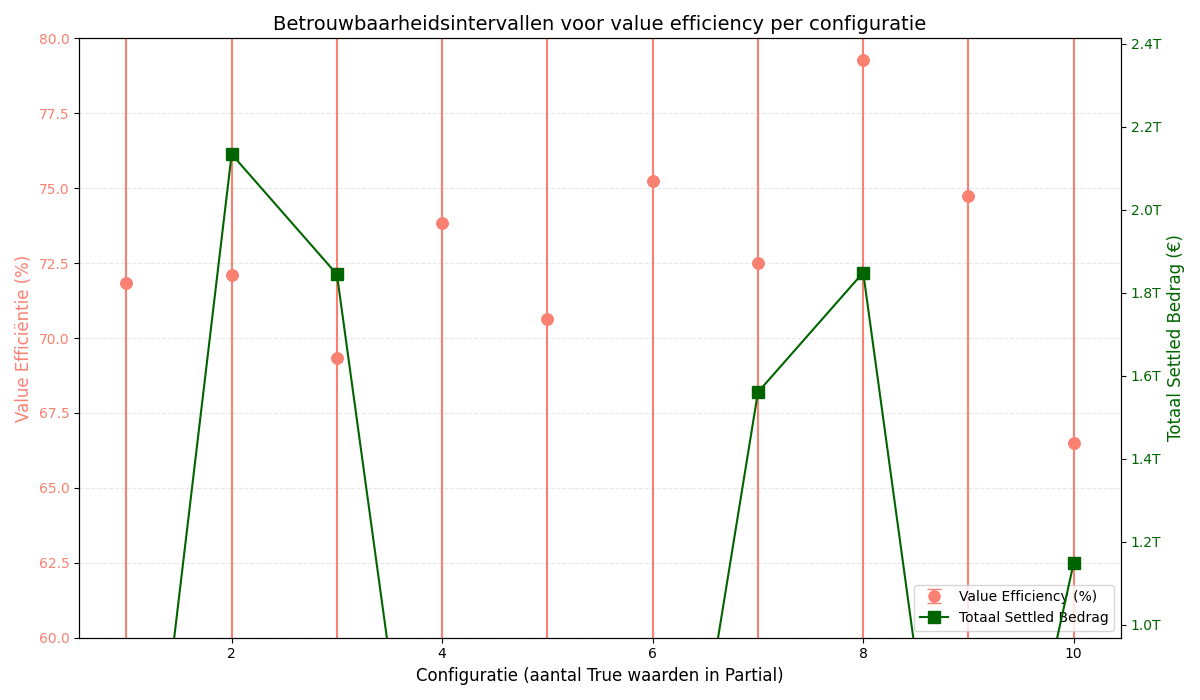 Betrouwbaarheidsintervallen voor value efficiency per configuratie
80.0
77.5
75.0
72.5
70.0
67.5
65.0
62.5
60.0
Value Efficiëntie (%)
2.4T
2.2T
2.0T
1.8T
1.6T
1.4T
1.2T
1.0T
Totaal Settled Bedrag (€)
Value Efficiency (%)
Totaal Settled Bedrag
2 4 6 8 10
Configuratie (aantal True waarden in Partial)